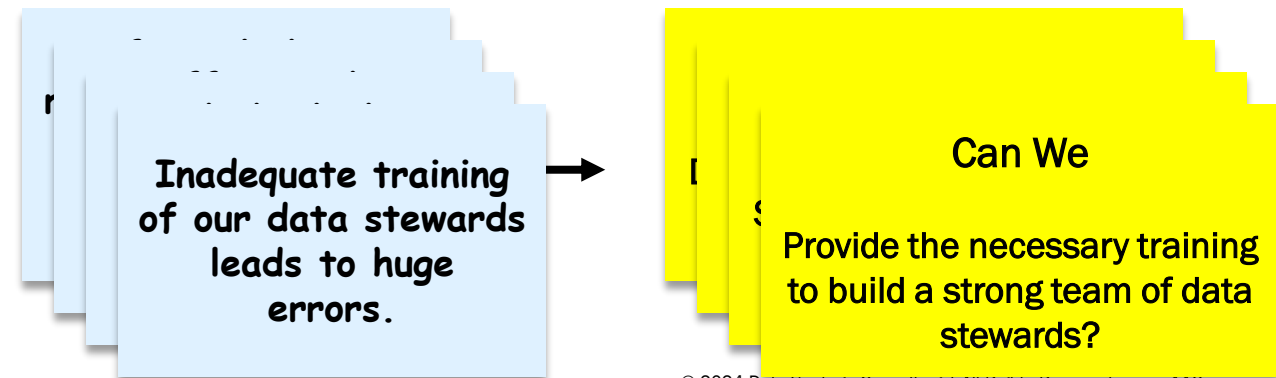 Inadequate training
of our data stewards
leads to huge
errors.
Can We
Provide the necessary training
to build a strong team of data
stewards?